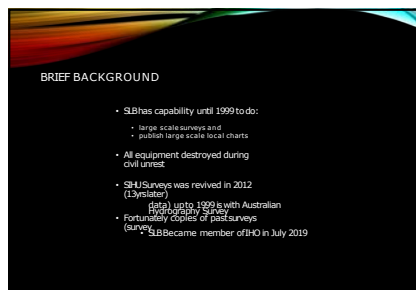 BRIEF BACKGROUND
• SLB has capability until 1999 to do:
• large scale surveys and
• publish large scale local charts
• All equipment destroyed during
civil unrest
• SIHU Surveys was revived in 2012
(13yrs later)
• Fortunately copies of past surveys
(survey
data) up to 1999 is with Australian
Hydrography Survey
• SLB Became member of IHO in July 2019